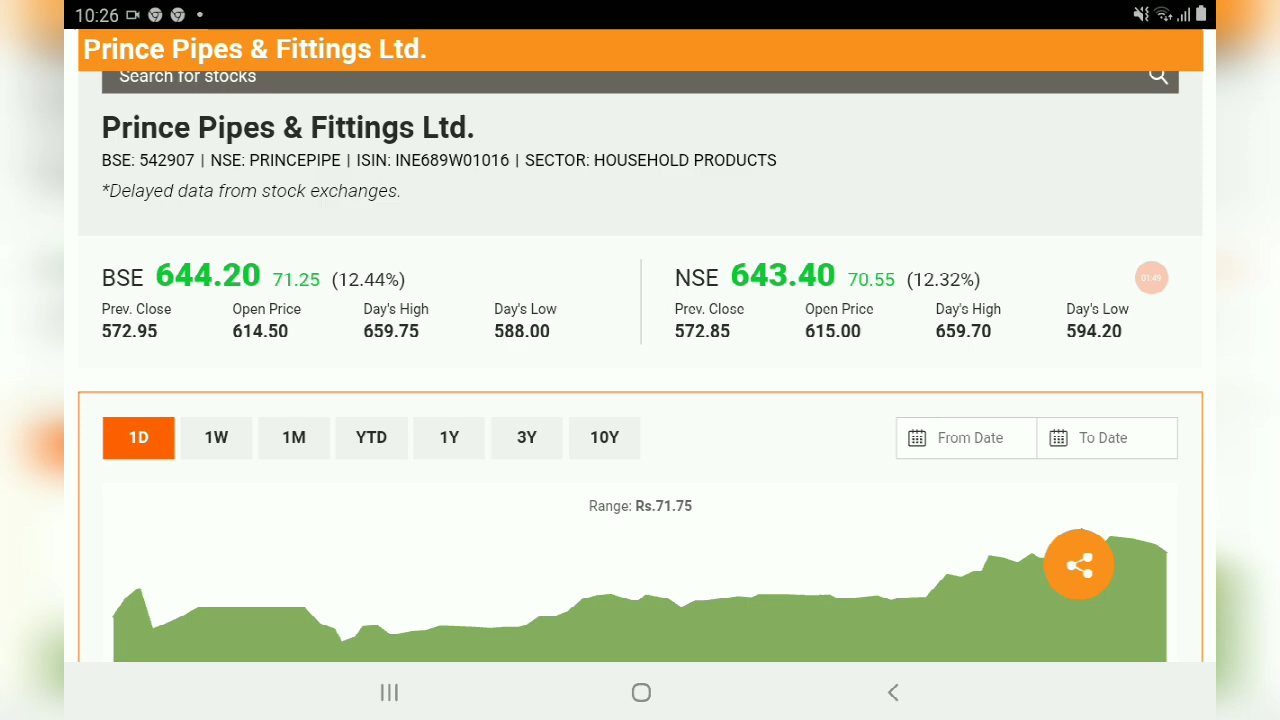 10:26
Prince Pipes & Fittings Ltd.
Search for stocks
Prince Pipes & Fittings Ltd.
BSE: 542907 | NSE: PRINCEPIPE | ISIN: INE689W01016 | SECTOR: HOUSEHOLD PRODUCTS
*Delayed data from stock exchanges.
BSE 644.20 71.25 (12.44%)
Prev. Close Open Price Day's High Day's Low
572.95 614.50 659.75 588.00
NSE 643.40 70.55 (12.32%)
01:49
Prev. Close Open Price Day's High Day's Low
572.85 615.00 659.70 594.20
1D 1W 1M YTD 1Y 3Y 10Y From Date To Date
Range: Rs.71.75